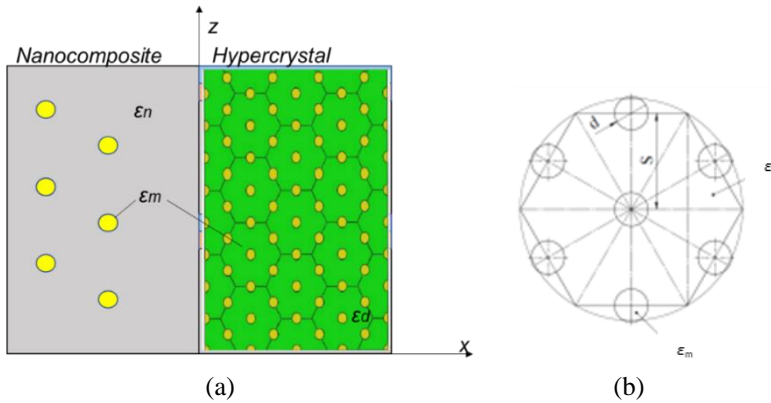 z
Nanocomposite Hypercrystal
εn
εm
εd
x
(a)
d
S
ε
εm
(b)